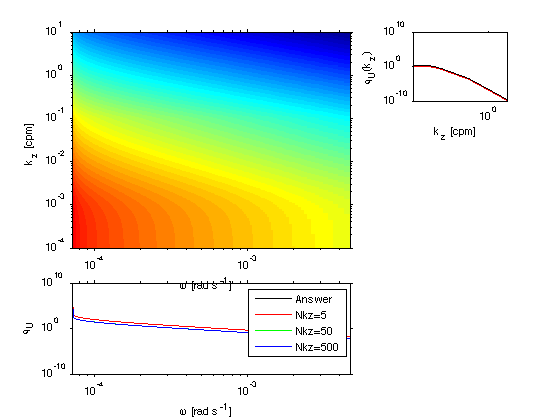 10^1
10^0
10^-1
10^-2
10^-3
10^-4
k_z [cpm]
10^-4
10^-3
ω [rad s^-1]
10^10
10^0
10^-10
φ_U(k_z)
10^0
k_z [cpm]
10^10
10^0
10^-10
φ_U
Answer
Nkz=5
Nkz=50
Nkz=500
10^-4
10^-3
ω [rad s^-1]